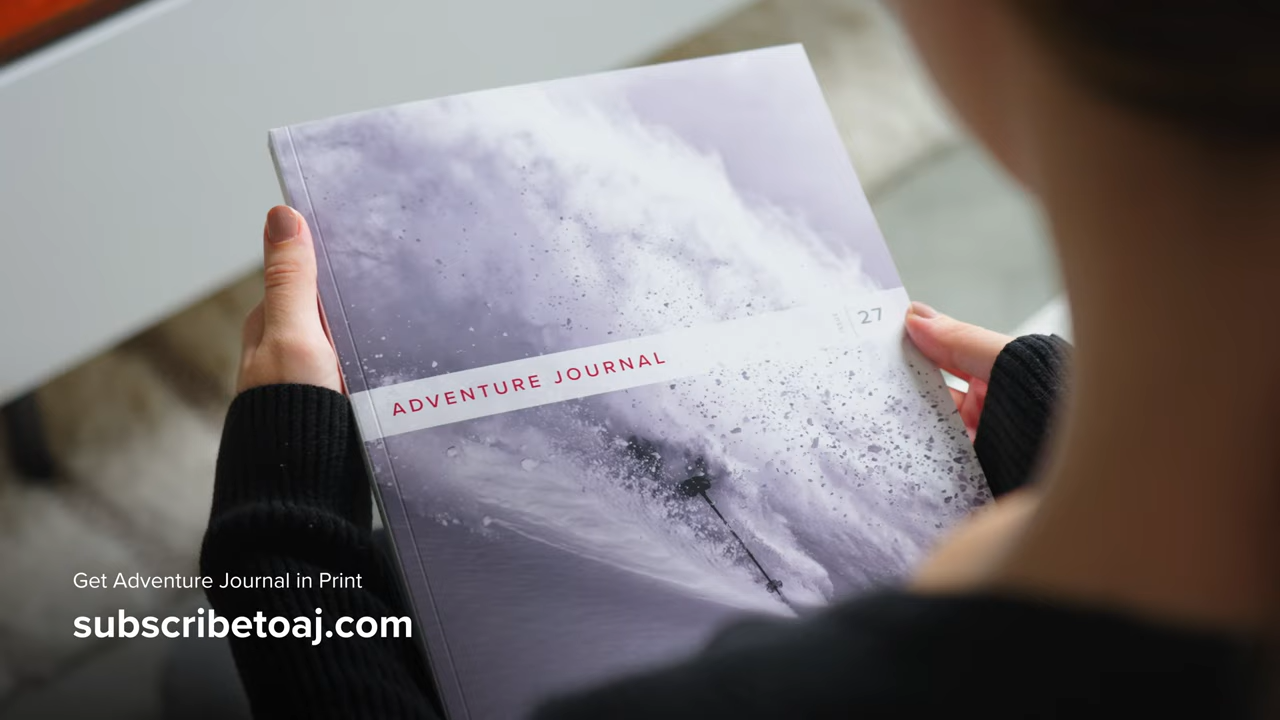 ADVENTURE JOURNAL
27
Get Adventure Journal in Print
subscribetoaj.com